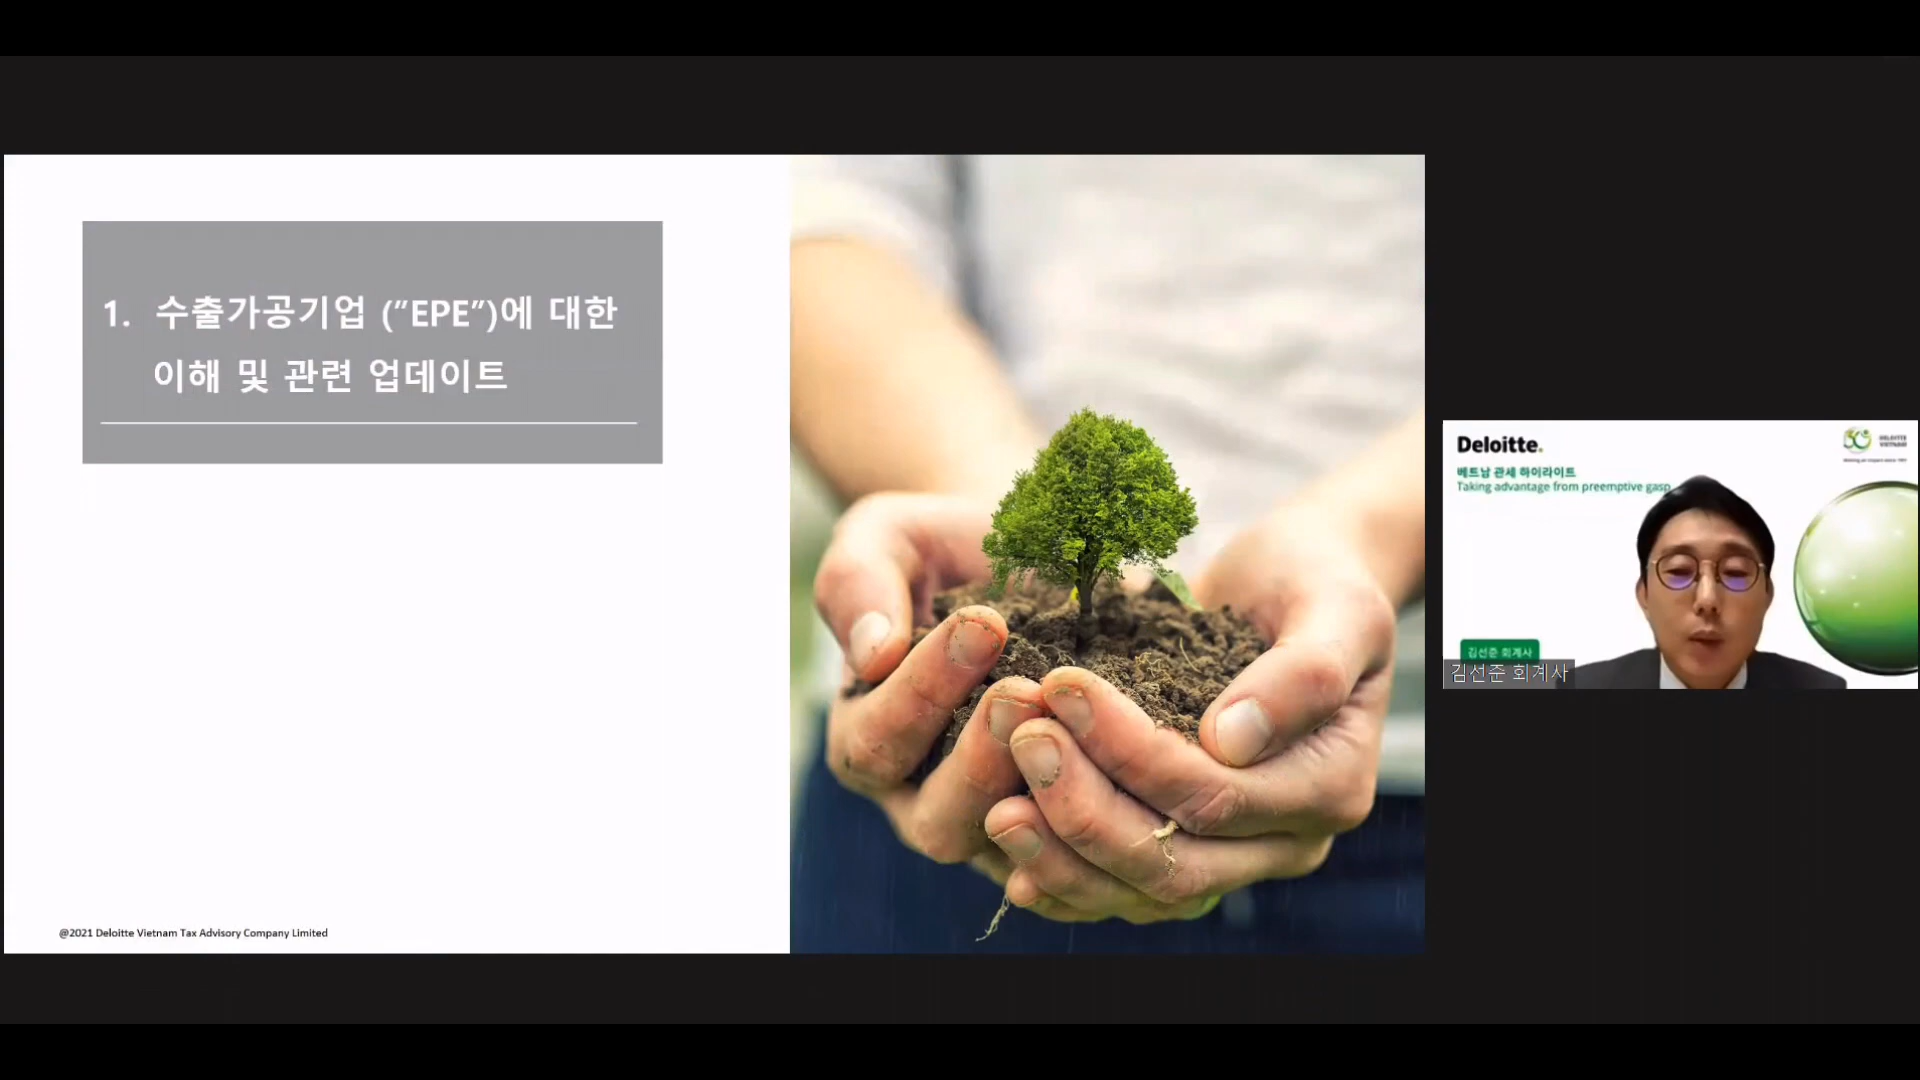 1. 수출가공기업 (”EPE”)에 대한
이해 및 관련 업데이트
@2021 Deloitte Vietnam Tax Advisory Company Limited
Deloitte.
DELOITTE
VIETNAM
베트남 관세 하이라이트
Taking advantage from preemptive gasp
김선준 회계사
김선준 회계사